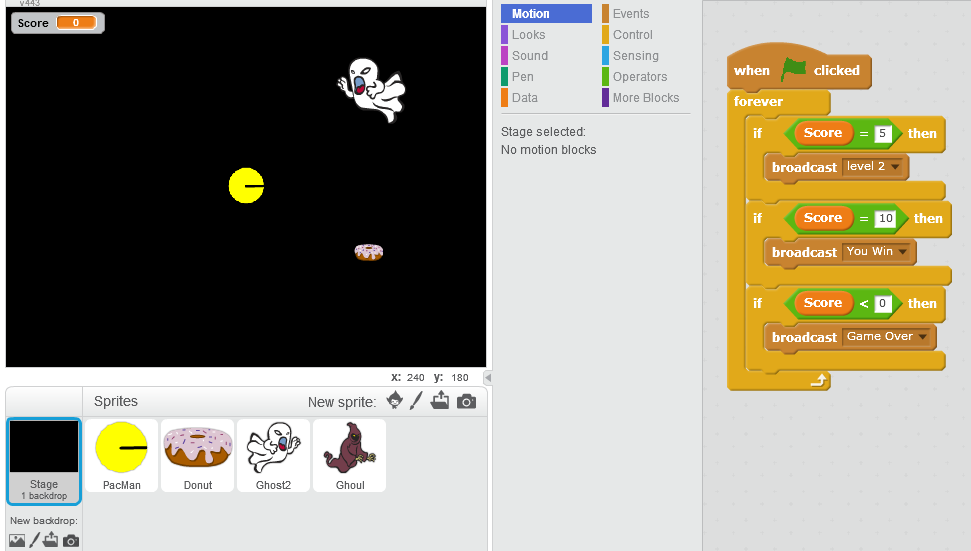 v443
Score 0
x: 240 y: 180
Sprites
New sprite:
Stage
1 backdrop
New backdrop:
PacMan
Donut
Ghost2
Ghoul
Motion
Looks
Sound
Pen
Data
Events
Control
Sensing
Operators
More Blocks
Stage selected:
No motion blocks
when clicked
forever
if Score = 5 then
broadcast level 2
if Score = 10 then
broadcast You Win
if Score < 0 then
broadcast Game Over